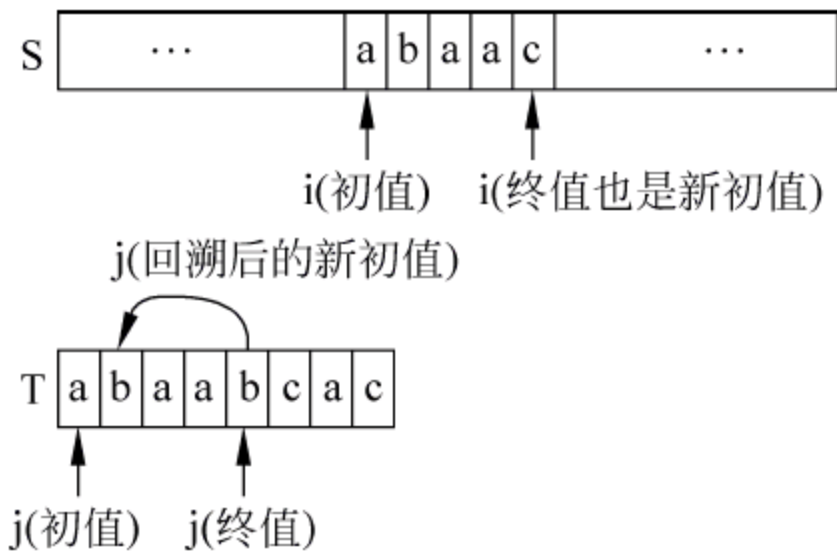 S ··· a b a a c ···
i(初值) i(终值也是新初值)
j(回溯后的新初值)
T a b a a b c a c
j(初值) j(终值)